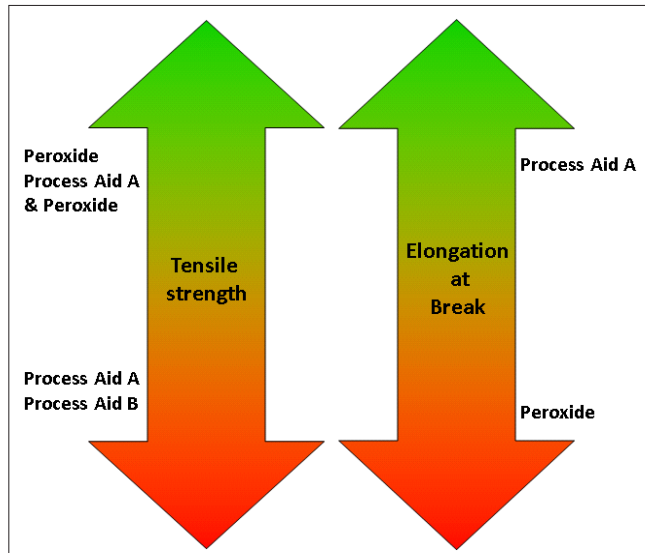 Peroxide
Process Aid A
& Peroxide
Tensile
strength
Process Aid A
Process Aid B
Process Aid A
Elongation
at
Break
Peroxide